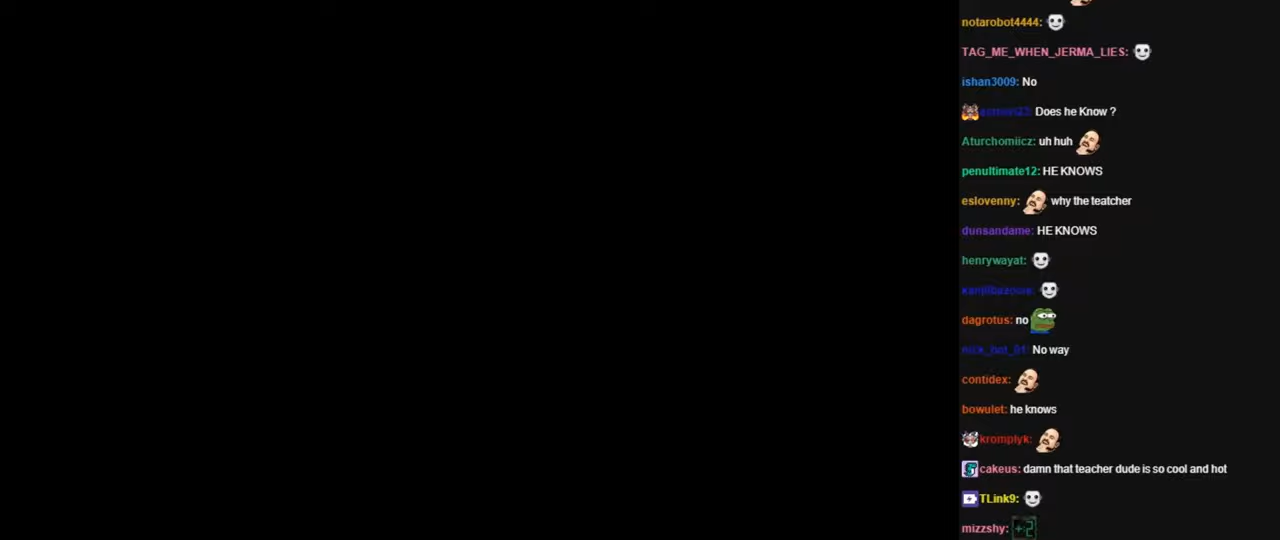 notarobot4444:
TAG_ME_WHEN_JERMA_LIES:
ishan3009: No
Does he Know ?
Aturchomiicz: uh huh
penultimate12: HE KNOWS
eslovenny: why the teatcher
dunsandame: HE KNOWS
henrywayat:
dagrotus: no
No way
contidex:
bowulet: he knows
kromplyk:
cakeus: damn that teacher dude is so cool and hot
TLink9:
mizzshy: +2